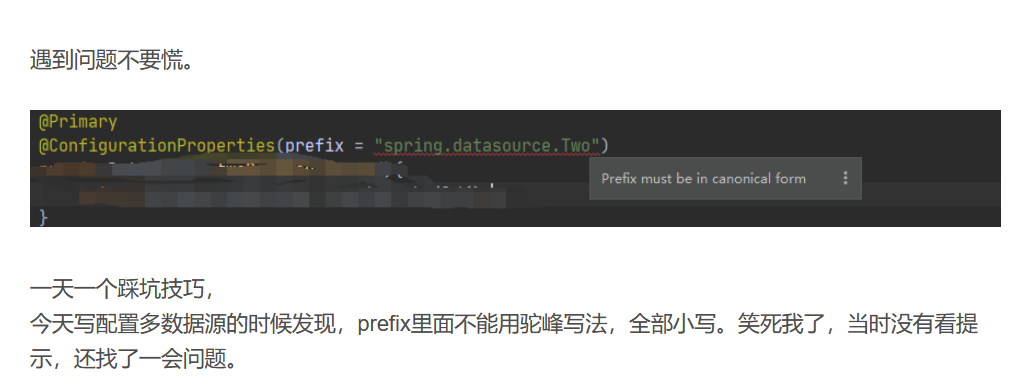 遇到问题不要慌。
@Primary
@ConfigurationProperties(prefix = "spring.datasource.Two")
{
Prefix must be in canonical form
}
一天一个踩坑技巧，
今天写配置多数据源的时候发现，prefix里面不能用驼峰写法，全部小写。笑死我了，当时没有看提
示，还找了一会问题。